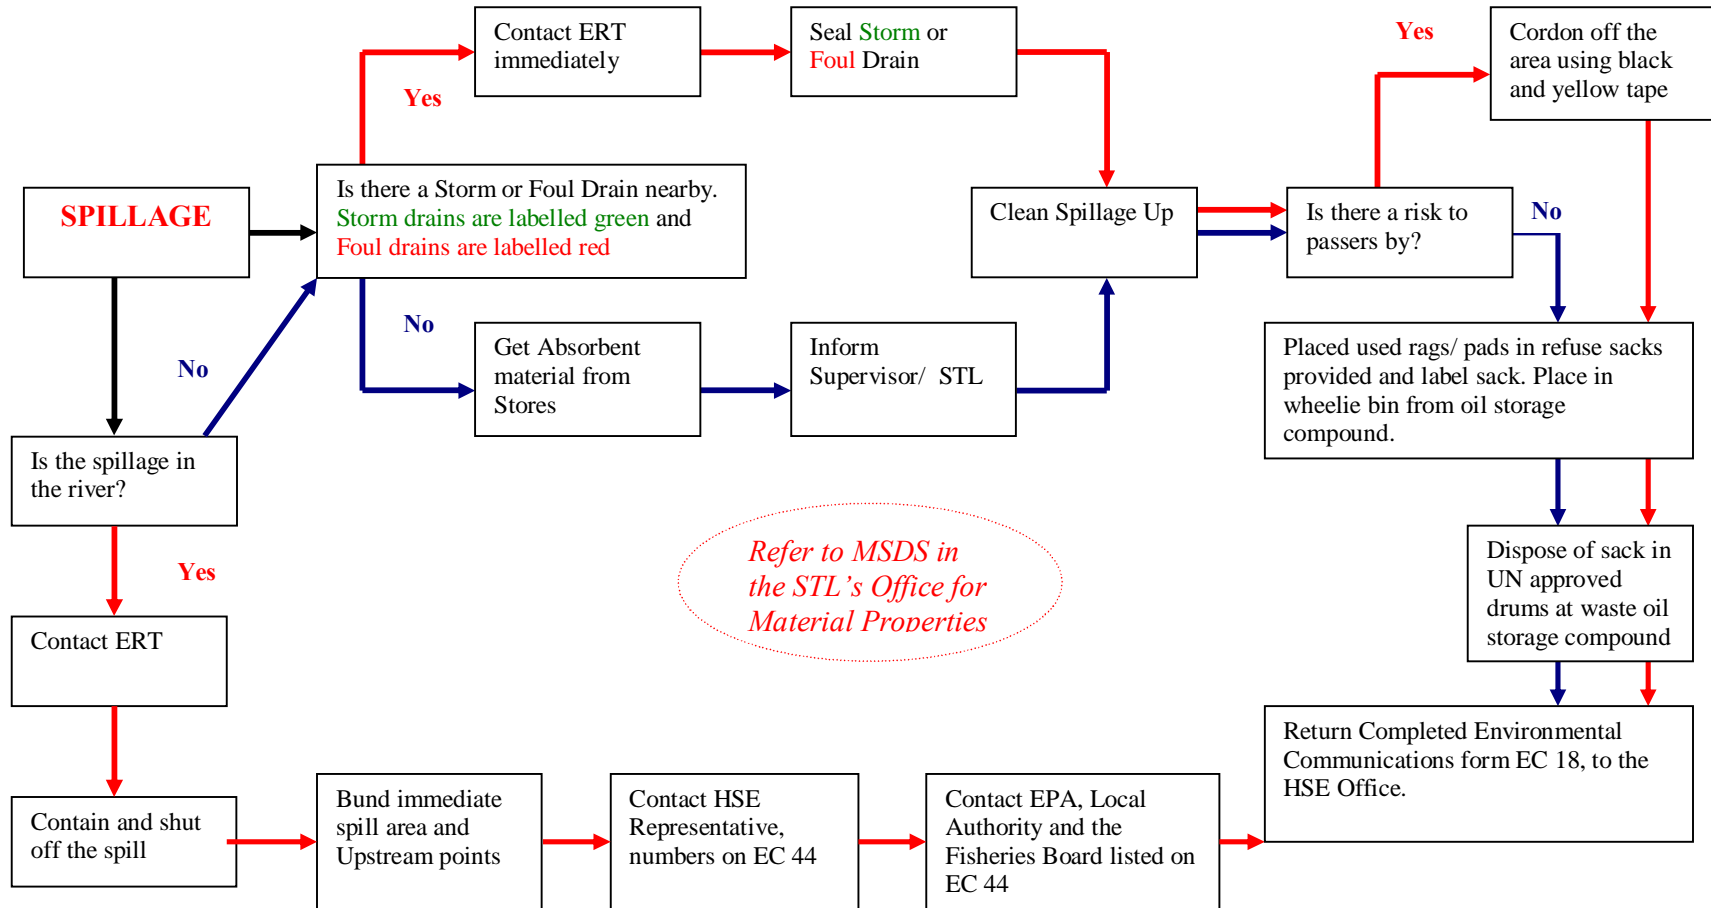 Contact ERT
immediately
Seal Storm or
Foul Drain
Yes
Cordon off the
area using black
and yellow tape
Yes
SPILLAGE
Is there a Storm or Foul Drain nearby.
Storm drains are labelled green and
Foul drains are labelled red
Clean Spillage Up
Is there a risk to
passers by?
No
No
No
Get Absorbent
material from
Stores
Inform
Supervisor/ STL
Placed used rags/ pads in refuse sacks
provided and label sack. Place in
wheelie bin from oil storage
compound.
Is the spillage in
the river?
Yes
Refer to MSDS in
the STL’s Office for
Material Properties
Dispose of sack in
UN approved
drums at waste oil
storage compound
Contact ERT
Return Completed Environmental
Communications form EC 18, to the
HSE Office.
Contain and shut
off the spill
Bund immediate
spill area and
Upstream points
Contact HSE
Representative,
numbers on EC 44
Contact EPA, Local
Authority and the
Fisheries Board listed on
EC 44